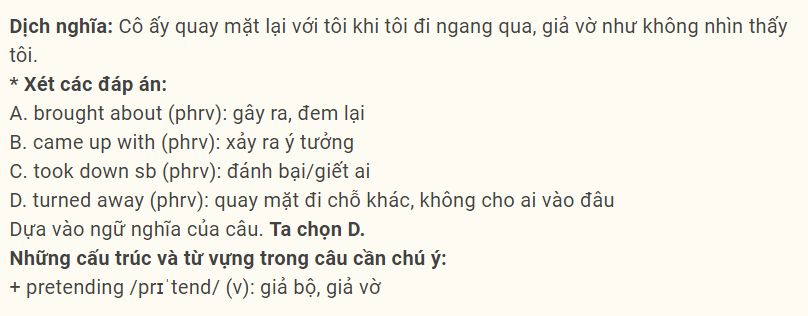 Dịch nghĩa: Cô ấy quay mặt lại với tôi khi tôi đi ngang qua, giả vờ như không nhìn thấy
tôi.
* Xét các đáp án:
A. brought about (phrv): gây ra, đem lại
B. came up with (phrv): xảy ra ý tưởng
C. took down sb (phrv): đánh bại/giết ai
D. turned away (phrv): quay mặt đi chỗ khác, không cho ai vào đâu
Dựa vào ngữ nghĩa của câu. Ta chọn D.
Những cấu trúc và từ vựng trong câu cần chú ý:
+ pretending /prɪˈtend/ (v): giả bộ, giả vờ